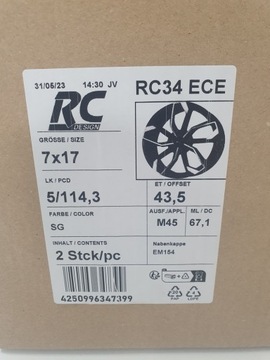 31/05/23 14:30 JV
RC34 ECE
RC
DESIGN
GRÖSSE / SIZE
7x17
LK / PCD
ET / OFFSET
5/114,3
43,5
FARBE / COLOR
AUSF./APPL.
ML / DC
SG
M45
67,1
INHALT / CONTENTS
Nabenkappe
2 Stck/pc
EM154
4250996347399